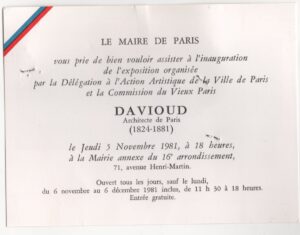 LE MAIRE DE PARIS
vous prie de bien vouloir assister à l'inauguration
de l'exposition organisée
par la Délégation à l'Action Artistique de la Ville de Paris
et la Commission du Vieux Paris
DAVIOUD
Architecte de Paris
(1824-1881)
le Jeudi 5 Novembre 1981, à 18 heures,
à la Mairie annexe du 16e arrondissement,
71, avenue Henri-Martin.
Ouvert tous les jours, sauf le lundi,
du 6 novembre au 6 décembre 1981 inclus, de 11 h 30 à 18 heures.
Entrée gratuite.